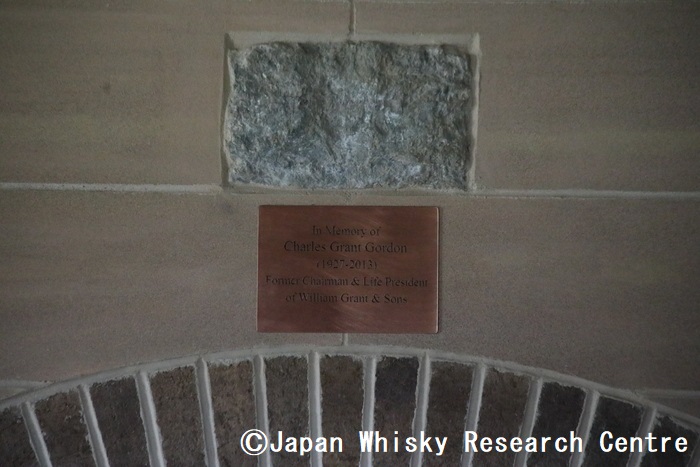 In Memory of
Charles Grant Gordon
(1927-2013)
Former Chairman & Life President
of William Grant & Sons
©Japan Whisky Research Centre